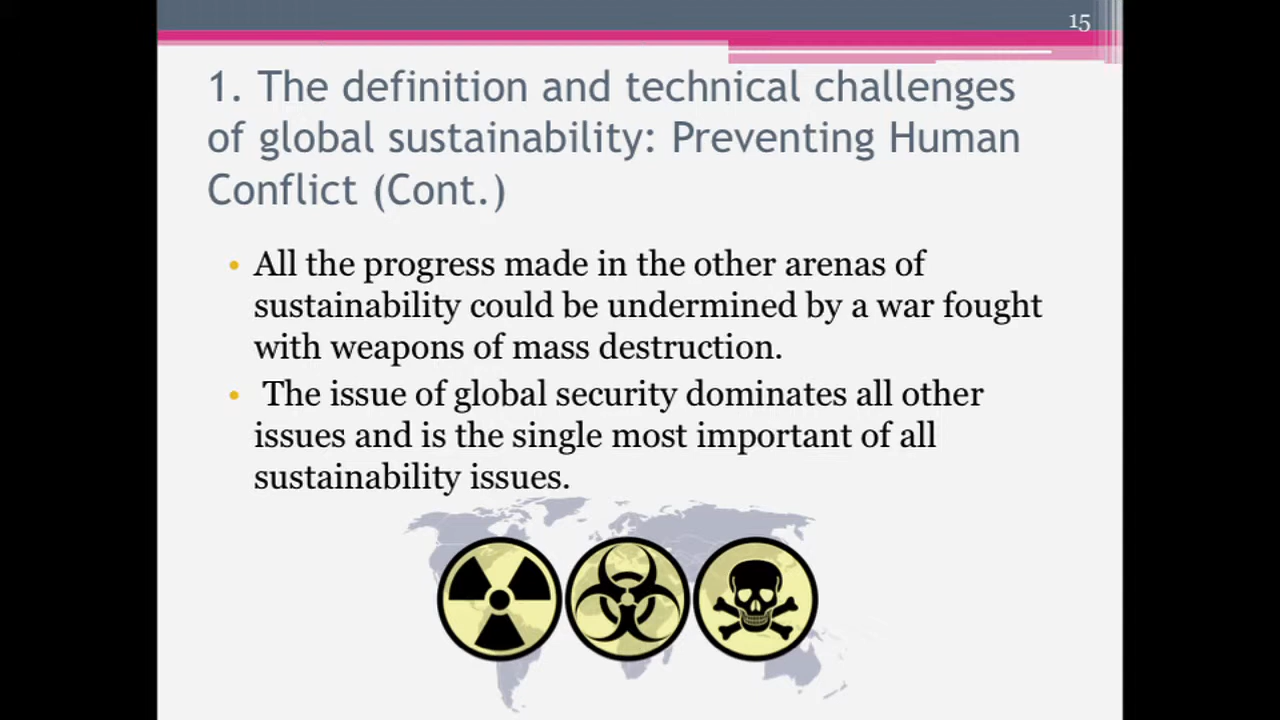 15
1. The definition and technical challenges
of global sustainability: Preventing Human
Conflict (Cont.)
• All the progress made in the other arenas of
sustainability could be undermined by a war fought
with weapons of mass destruction.
• The issue of global security dominates all other
issues and is the single most important of all
sustainability issues.